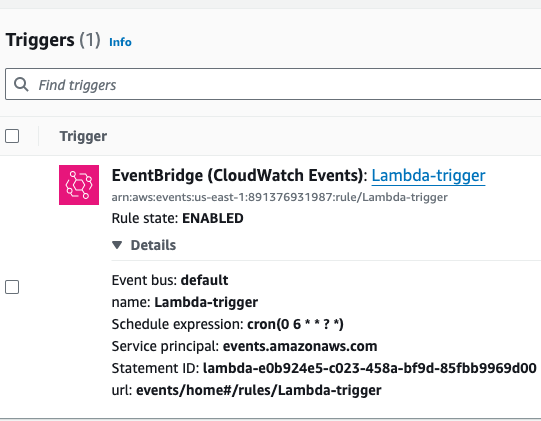 Triggers (1) Info
Find triggers
Trigger
EventBridge (CloudWatch Events): Lambda-trigger
arn:aws:events:us-east-1:891376931987:rule/Lambda-trigger
Rule state: ENABLED
▼ Details
Event bus: default
name: Lambda-trigger
Schedule expression: cron(0 6 * * ? *)
Service principal: events.amazonaws.com
Statement ID: lambda-e0b924e5-c023-458a-bf9d-85fbb9969d00
url: events/home#/rules/Lambda-trigger